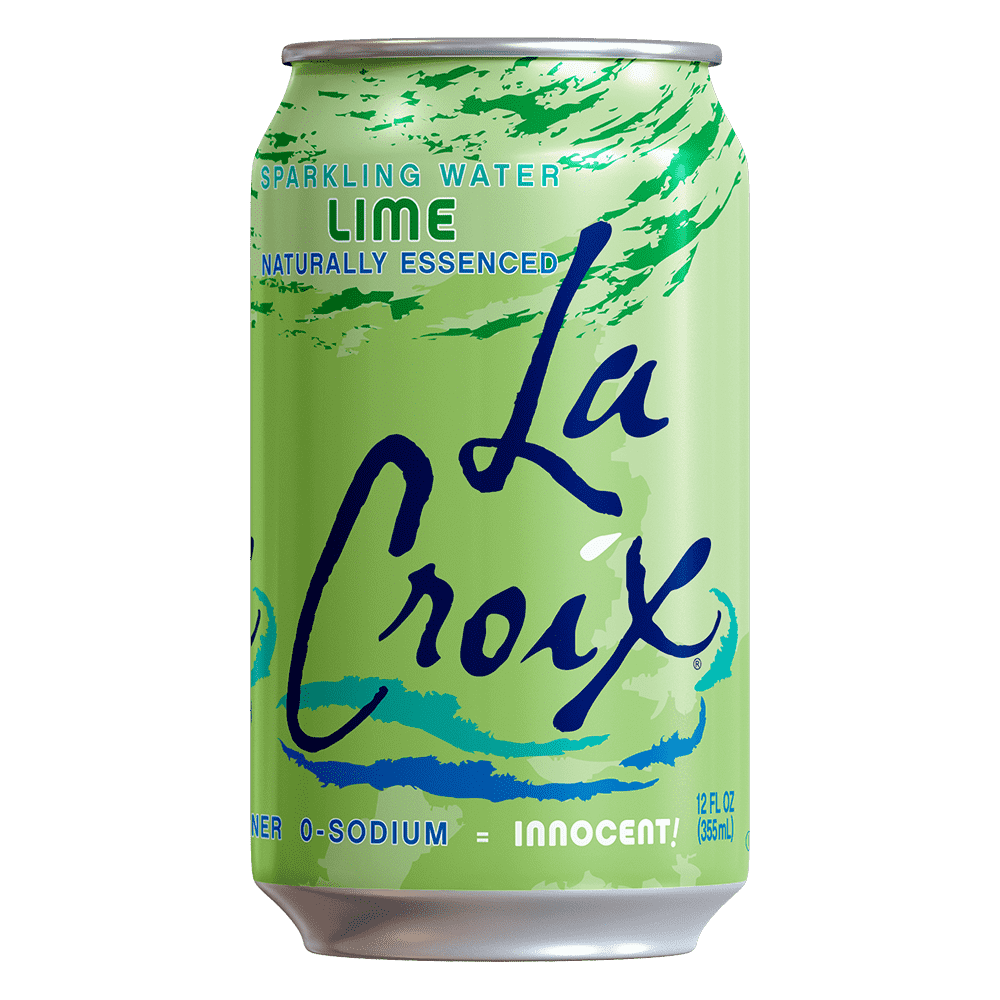 SPARKLING WATER
LIME
NATURALLY ESSENCED
La
Croix®
12 FL OZ
(355mL)
0-SODIUM = INNOCENT!